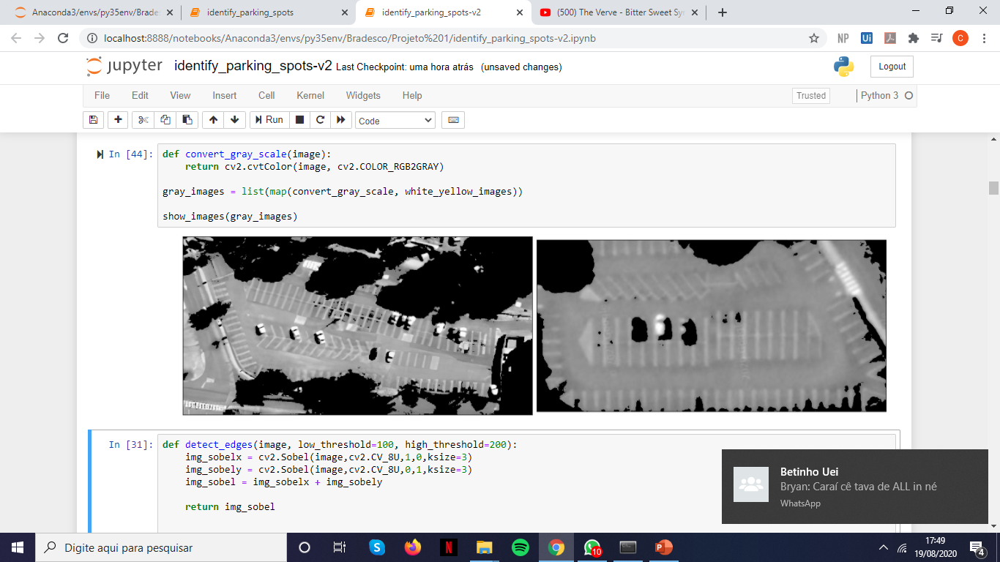 Anaconda3/envs/py35env/Brade
identify_parking_spots
identify_parking_spots-v2
(500) The Verve - Bitter Sweet Sy
localhost:8888/notebooks/Anaconda3/envs/py35env/Bradesco/Projeto%201/identify_parking_spots-v2.ipynb
NP
Ui
C
jupyter identify_parking_spots-v2 Last Checkpoint: uma hora atrás (unsaved changes)
Logout
File Edit View Insert Cell Kernel Widgets Help
Trusted
Python 3
Run
Code
In [44]:
def convert_gray_scale(image):
    return cv2.cvtColor(image, cv2.COLOR_RGB2GRAY)
gray_images = list(map(convert_gray_scale, white_yellow_images))
show_images(gray_images)
In [31]:
def detect_edges(image, low_threshold=100, high_threshold=200):
    img_sobelx = cv2.Sobel(image,cv2.CV_8U,1,0,ksize=3)
    img_sobely = cv2.Sobel(image,cv2.CV_8U,0,1,ksize=3)
    img_sobel = img_sobelx + img_sobely
    return img_sobel
Betinho Uei
Bryan: Caraí cê tava de ALL in né
WhatsApp
Digite aqui para pesquisar
10
17:49
19/08/2020
4